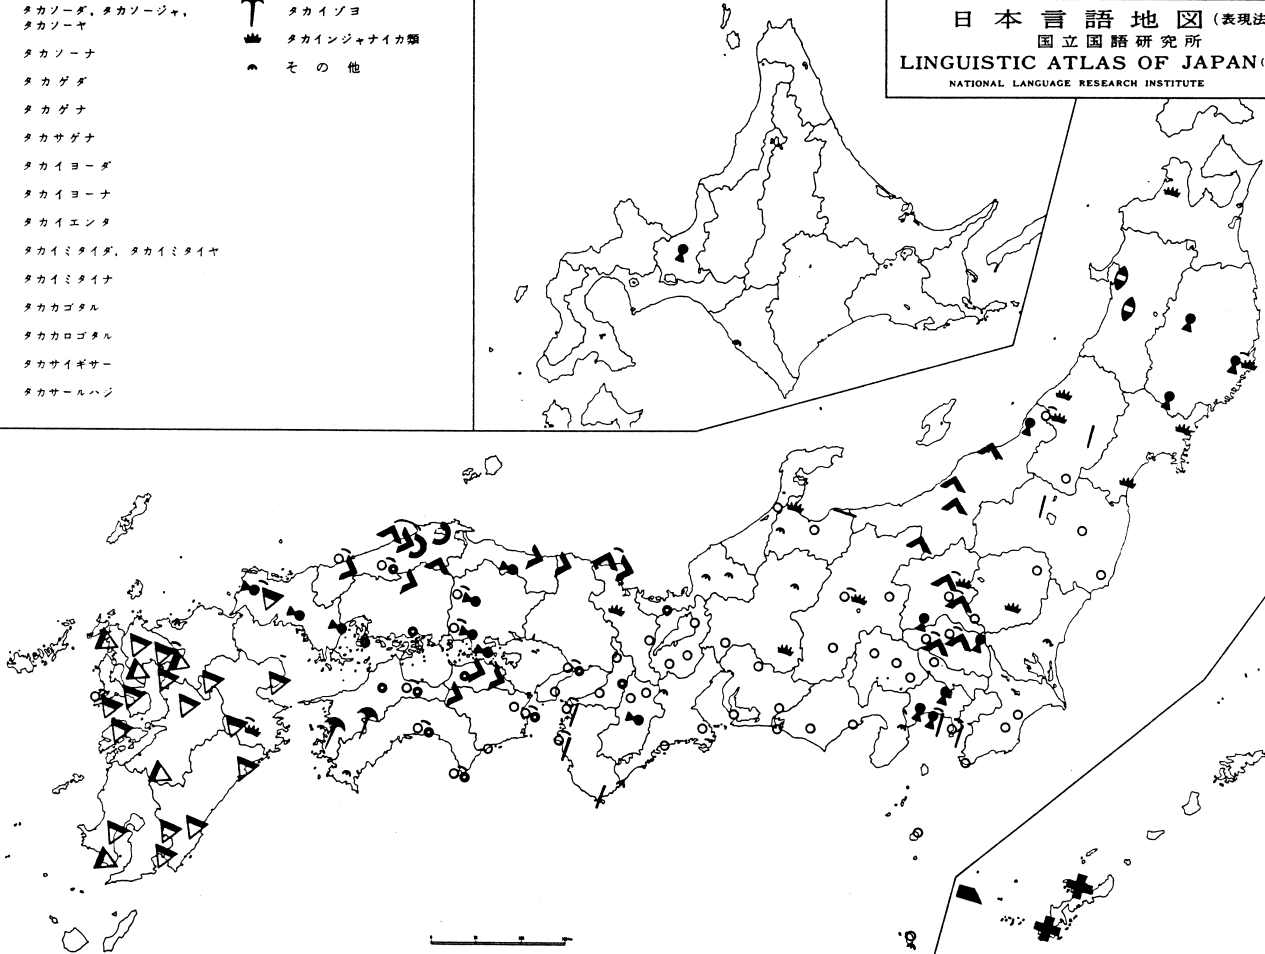 タカソーダ, タカソージャ,
タカソーヤ
タカソーナ
タカゲダ
タカゲナ
タカサゲナ
タカイヨーダ
タカイヨーナ
タカイエンタ
タカイミタイダ, タカイミタイヤ
タカイミタイナ
タカカゴタル
タカカロゴタル
タカサイギサー
タカサールハジ
タカイゾヨ
タカインジャナイカ類
その他
日本言語地図(表現法
国立国語研究所
LINGUISTIC ATLAS OF JAPAN(
NATIONAL LANGUAGE RESEARCH INSTITUTE